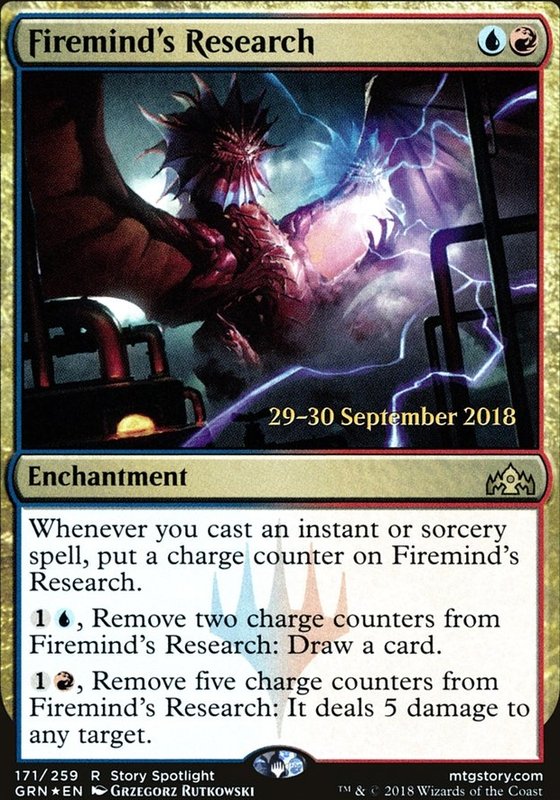 Firemind's Research
29–30 September 2018
Enchantment
Whenever you cast an instant or sorcery
spell, put a charge counter on Firemind's
Research.
1, Remove two charge counters from
Firemind's Research: Draw a card.
1, Remove five charge counters from
Firemind's Research: It deals 5 damage to
any target.
171/259 R Story Spotlight
mtgstory.com
GRN★EN Grzegorz Rutkowski
™ & © 2018 Wizards of the Coast